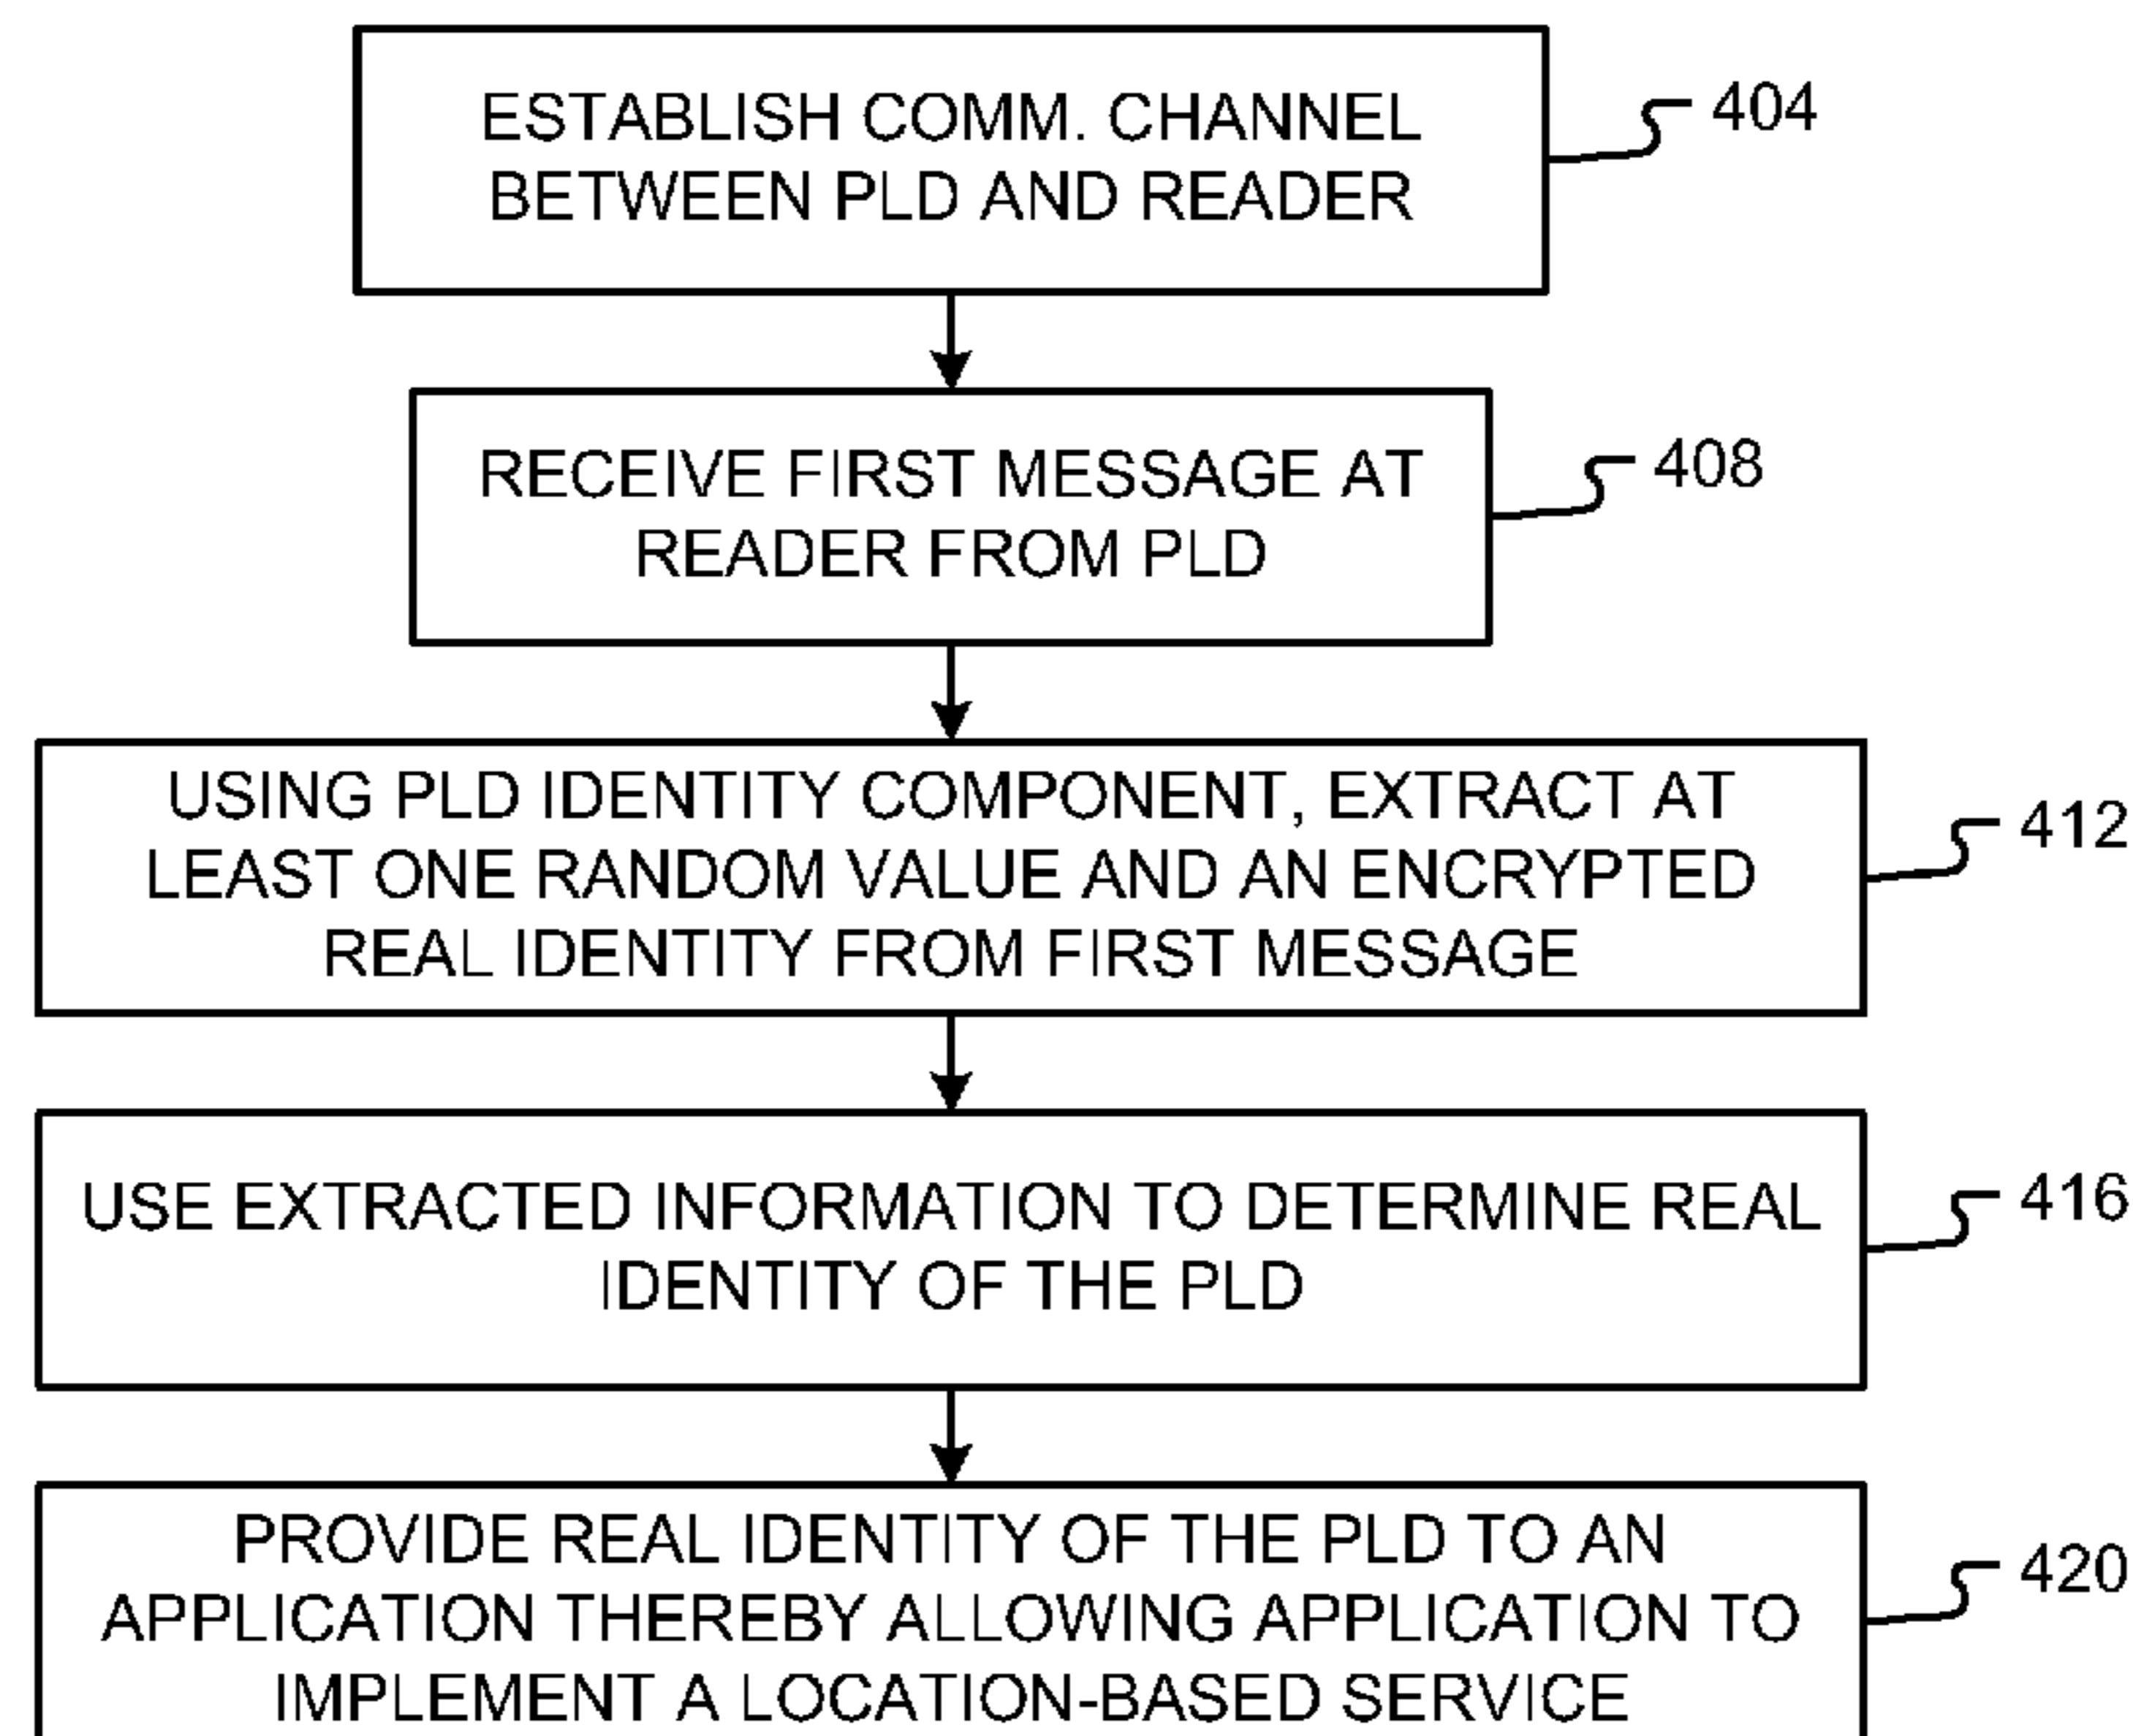 ESTABLISH COMM. CHANNEL
BETWEEN PLD AND READER
404
RECEIVE FIRST MESSAGE AT
READER FROM PLD
408
USING PLD IDENTITY COMPONENT, EXTRACT AT
LEAST ONE RANDOM VALUE AND AN ENCRYPTED
REAL IDENTITY FROM FIRST MESSAGE
412
USE EXTRACTED INFORMATION TO DETERMINE REAL
IDENTITY OF THE PLD
416
PROVIDE REAL IDENTITY OF THE PLD TO AN
APPLICATION THEREBY ALLOWING APPLICATION TO
IMPLEMENT A LOCATION-BASED SERVICE
420